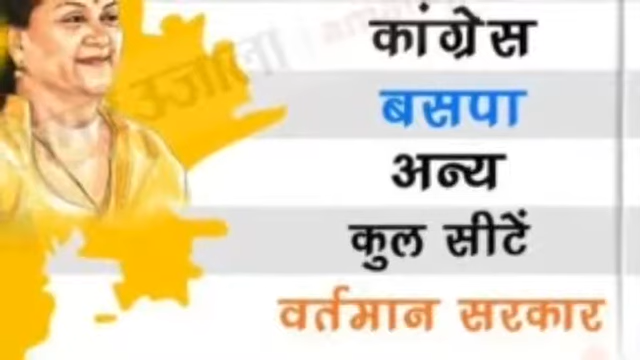 कांग्रेस
बसपा
अन्य
कुल सीटें
वर्तमान सरकार